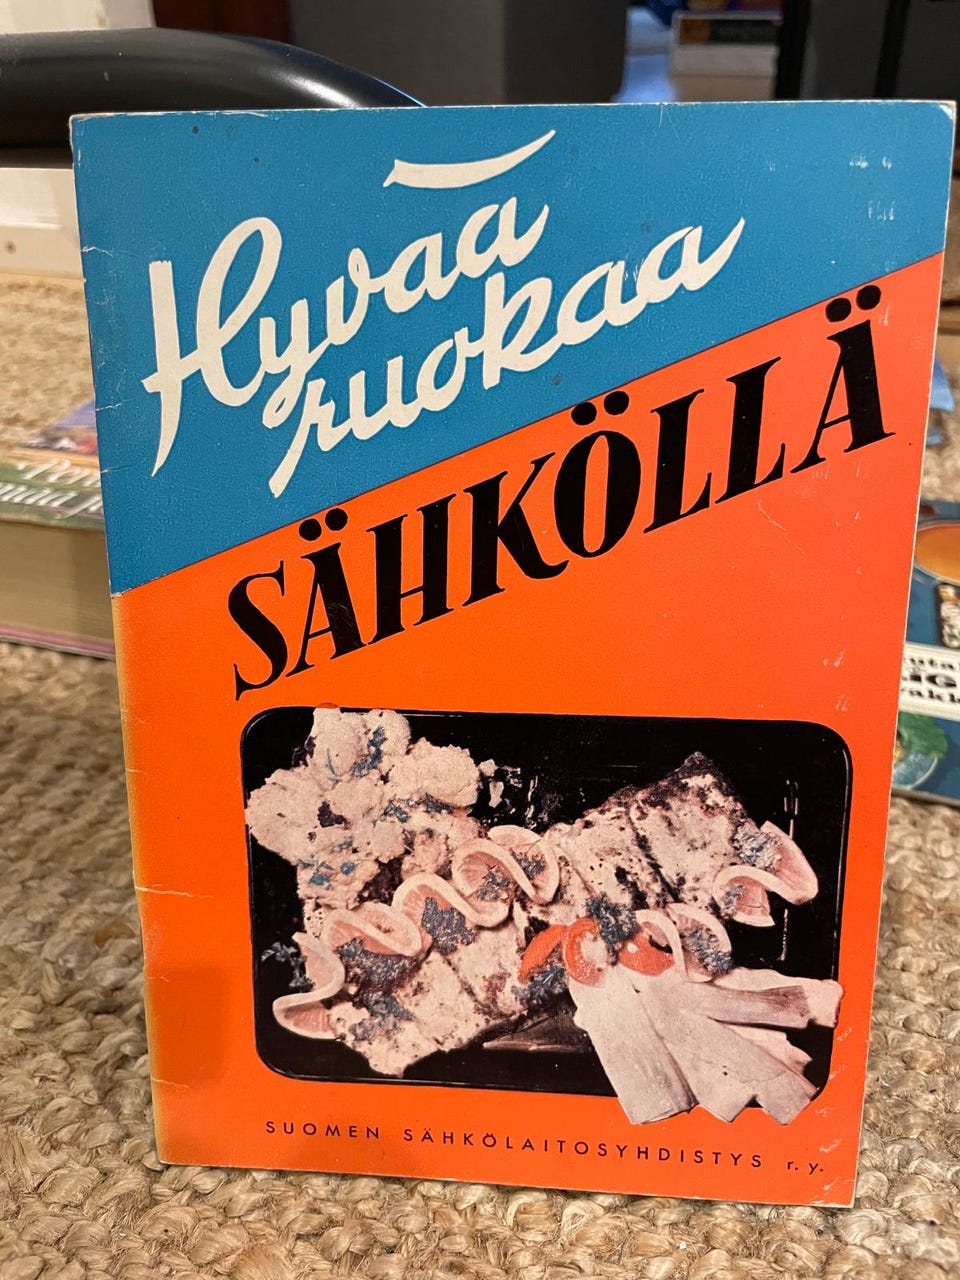 Hyvää
ruokaa
SÄHKÖLLÄ
SUOMEN SÄHKÖLAITOSYHDISTYS r.y.